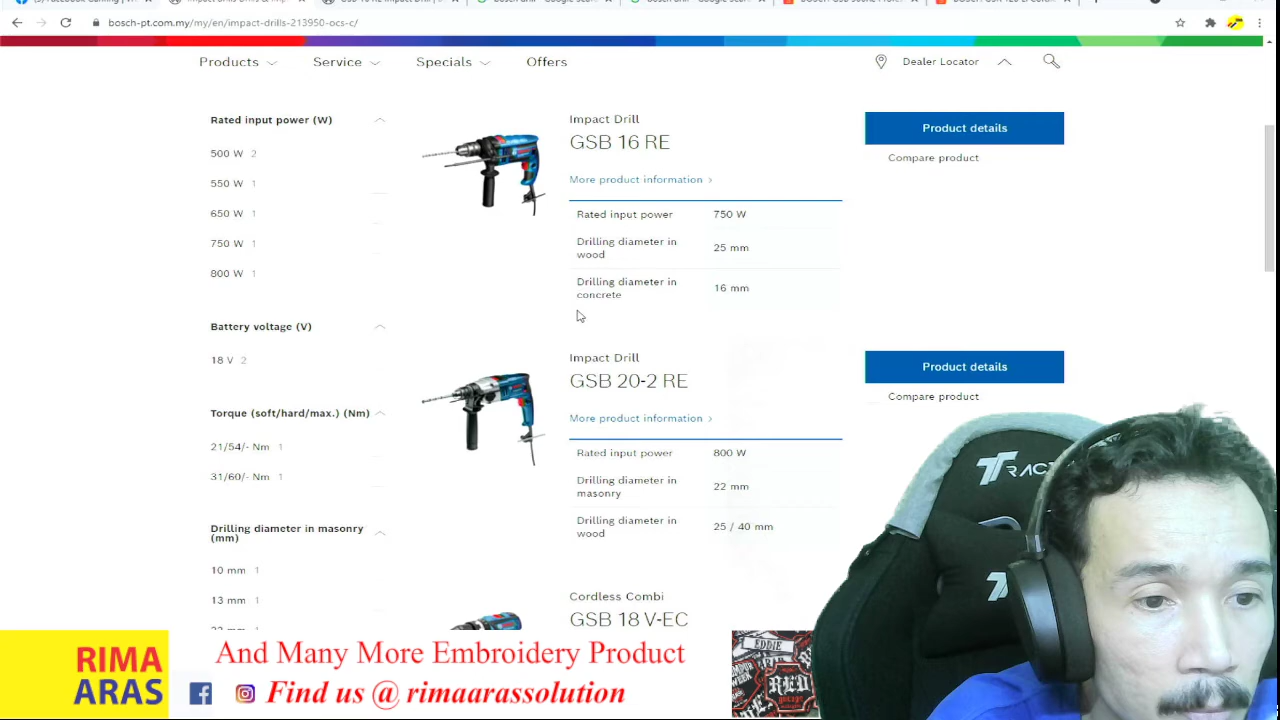 bosch-pt.com.my/my/en/impact-drills-213950-ocs-c/
Products
Service
Specials
Offers
Dealer Locator
Rated input power (W)
500 W 2
550 W 1
650 W 1
750 W 1
800 W 1
Battery voltage (V)
18 V 2
Torque (soft/hard/max.) (Nm)
21/54/- Nm 1
31/60/- Nm 1
Drilling diameter in masonry
(mm)
10 mm 1
13 mm 1
Impact Drill
GSB 16 RE
More product information >
Rated input power 750 W
Drilling diameter in
wood
25 mm
Drilling diameter in
concrete
16 mm
Product details
Compare product
Impact Drill
GSB 20-2 RE
More product information >
Rated input power 800 W
Drilling diameter in
masonry
22 mm
Drilling diameter in
wood
25 / 40 mm
Product details
Compare product
Cordless Combi
GSB 18 V-EC
RIMA
ARAS
And Many More Embroidery Product
Find us @ rimaarassolution
EDDIE
RED